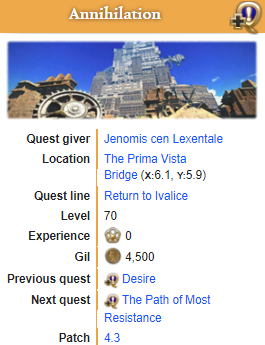 Annihilation
Quest giver Jenomis cen Lexentale
Location The Prima Vista
Bridge (X:6.1, Y:5.9)
Quest line Return to Ivalice
Level 70
Experience 0
Gil 4,500
Previous quest Desire
Next quest The Path of Most
Resistance
Patch 4.3